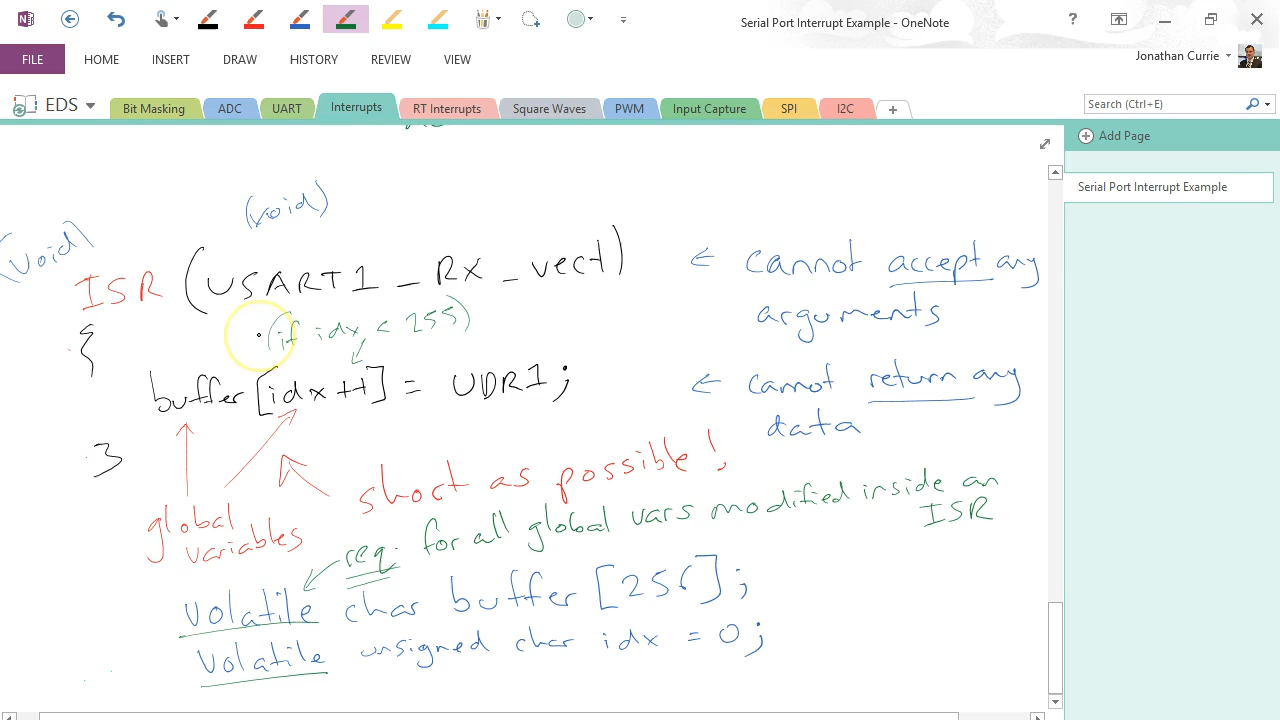 Serial Port Interrupt Example - OneNote
FILE HOME INSERT DRAW HISTORY REVIEW VIEW
Jonathan Currie
EDS
Bit Masking ADC UART Interrupts RT Interrupts Square Waves PWM Input Capture SPI I2C
Search (Ctrl+E)
Add Page
Serial Port Interrupt Example
(void)
(void)
ISR (USART1_RX_vect)
← cannot accept any
arguments
{
(if idx < 255)
buffer[idx++] = UDR1;
← cannot return any
data
}
short as possible!
global
variables
req. for all global vars modified inside an
ISR
volatile char buffer [256];
volatile unsigned char idx = 0;